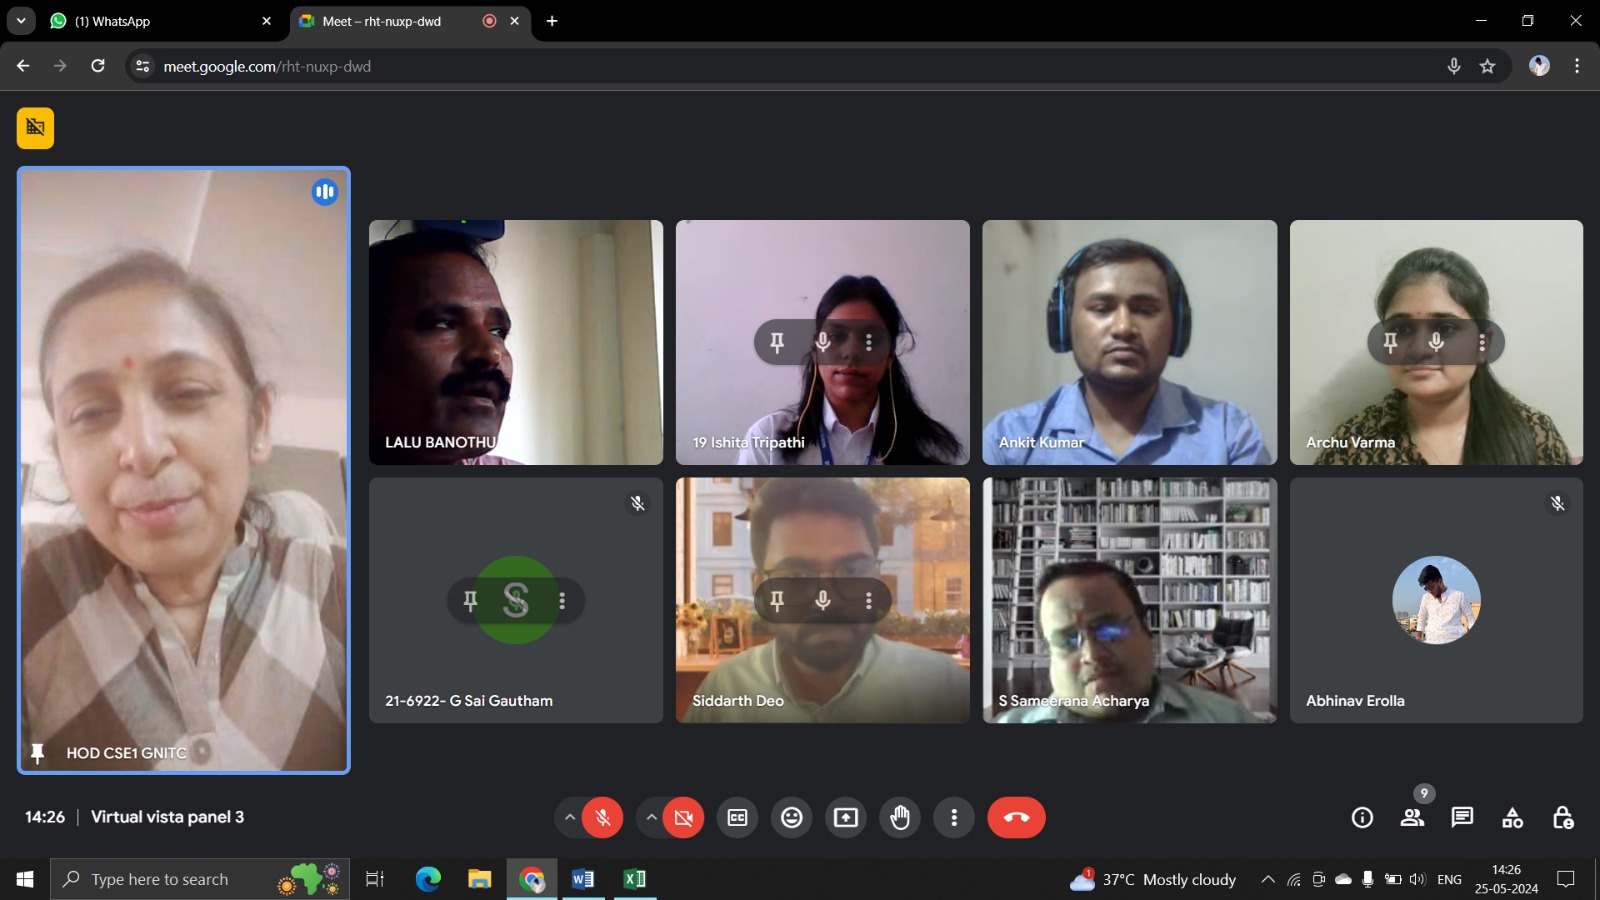 (1) WhatsApp
Meet – rht-nuxp-dwd
meet.google.com/rht-nuxp-dwd
HOD CSE1 GNITC
LALU BANOTHU
19 Ishita Tripathi
Ankit Kumar
Archu Varma
S
21-6922- G Sai Gautham
Siddarth Deo
S Sameerana Acharya
Abhinav Erolla
14:26 | Virtual vista panel 3
CC
9
Type here to search
W
X
1
37°C Mostly cloudy
ENG
14:26
25-05-2024